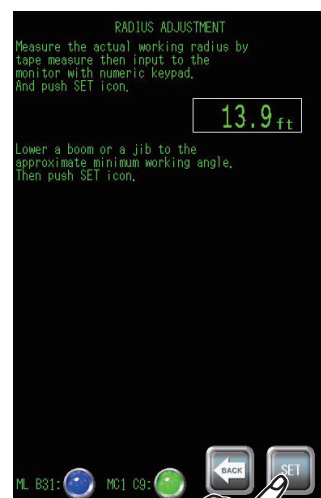 RADIUS ADJUSTMENT
Measure the actual working radius by
tape measure then input to the
monitor with numeric keypad.
And push SET icon.
13.9 ft
Lower a boom or a jib to the
approximate minimum working angle.
Then push SET icon.
BACK
SET
ML B31:
MC1 C9: